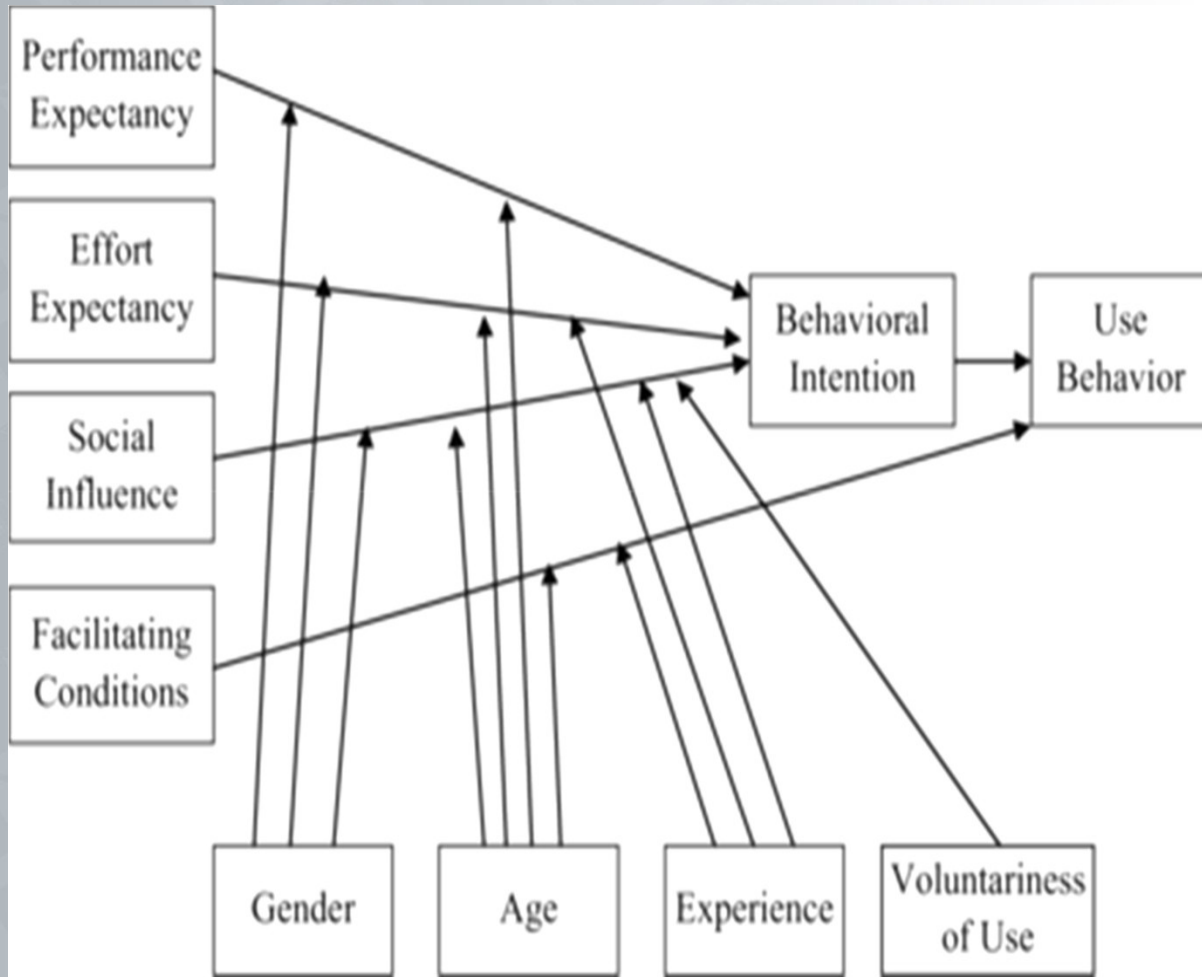 Performance
Expectancy
Effort
Expectancy
Social
Influence
Facilitating
Conditions
Behavioral
Intention
Use
Behavior
Gender
Age
Experience
Voluntariness
of Use